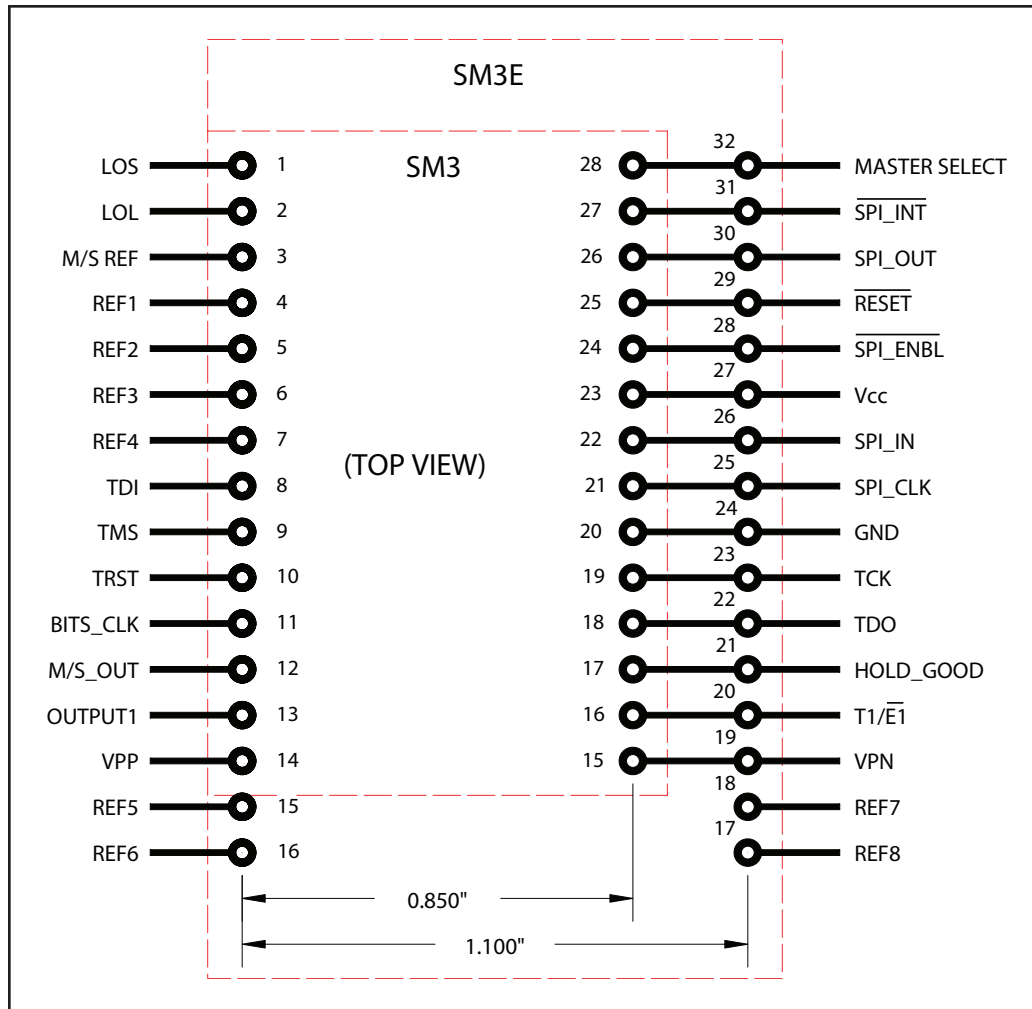 SM3E
SM3
32
LOS 1 28 MASTER SELECT
31
LOL 2 27 S̅P̅I̅_̅I̅N̅T̅
30
M/S REF 3 26 SPI_OUT
29
REF1 4 25 R̅E̅S̅E̅T̅
28
REF2 5 24 S̅P̅I̅_̅E̅N̅B̅L̅
27
REF3 6 23 Vcc
26
REF4 7 22 SPI_IN
(TOP VIEW)
25
TDI 8 21 SPI_CLK
24
TMS 9 20 GND
23
TRST 10 19 TCK
22
BITS_CLK 11 18 TDO
21
M/S_OUT 12 17 HOLD_GOOD
20
OUTPUT1 13 16 T1/E̅1̅
19
VPP 14 15 VPN
18
REF5 15 REF7
17
REF6 16 REF8
0.850"
1.100"